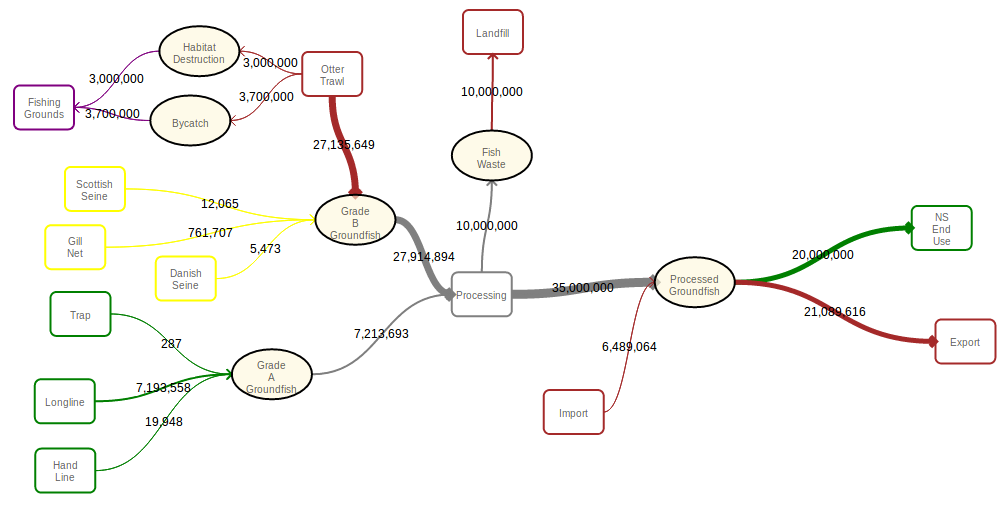 Landfill
Habitat
Destruction
3,000,000
Otter
Trawl
3,000,000
10,000,000
3,700,000
Fishing
Grounds
3,700,000
Bycatch
27,135,649
Fish
Waste
Scottish
Seine
12,065
Grade
B
Groundfish
761,707
Gill
Net
5,473
Danish
Seine
27,914,894
10,000,000
NS
End
Use
20,000,000
Processing
35,000,000
Processed
Groundfish
21,089,616
Trap
287
7,213,693
6,489,064
Export
Grade
A
Groundfish
7,193,558
Longline
19,948
Import
Hand
Line